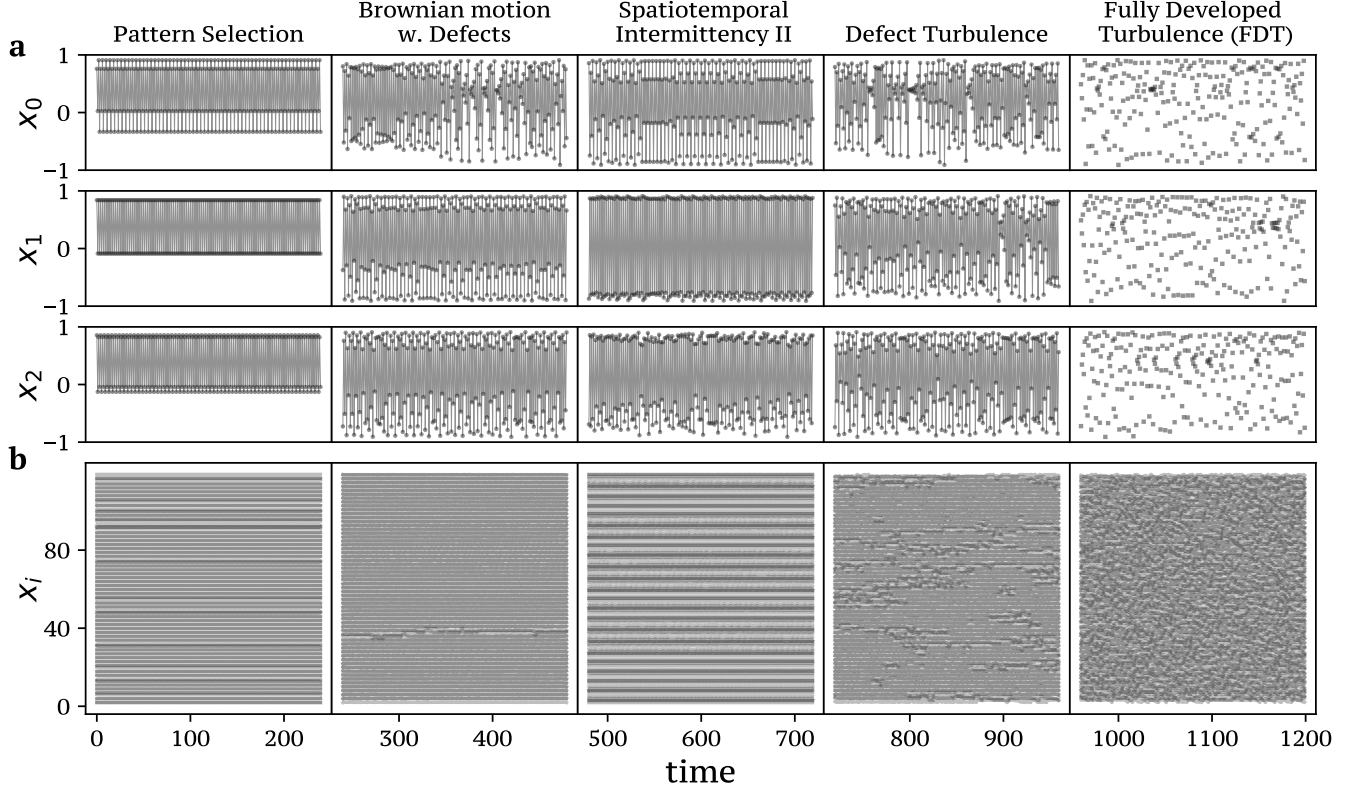 Pattern Selection
Brownian motion
w. Defects
Spatiotemporal
Intermittency II
Defect Turbulence
Fully Developed
Turbulence (FDT)
a
1
0
−1
x0
1
0
−1
x1
1
0
−1
x2
b
80
40
0
xi
0 100 200 300 400 500 600 700 800 900 1000 1100 1200
time